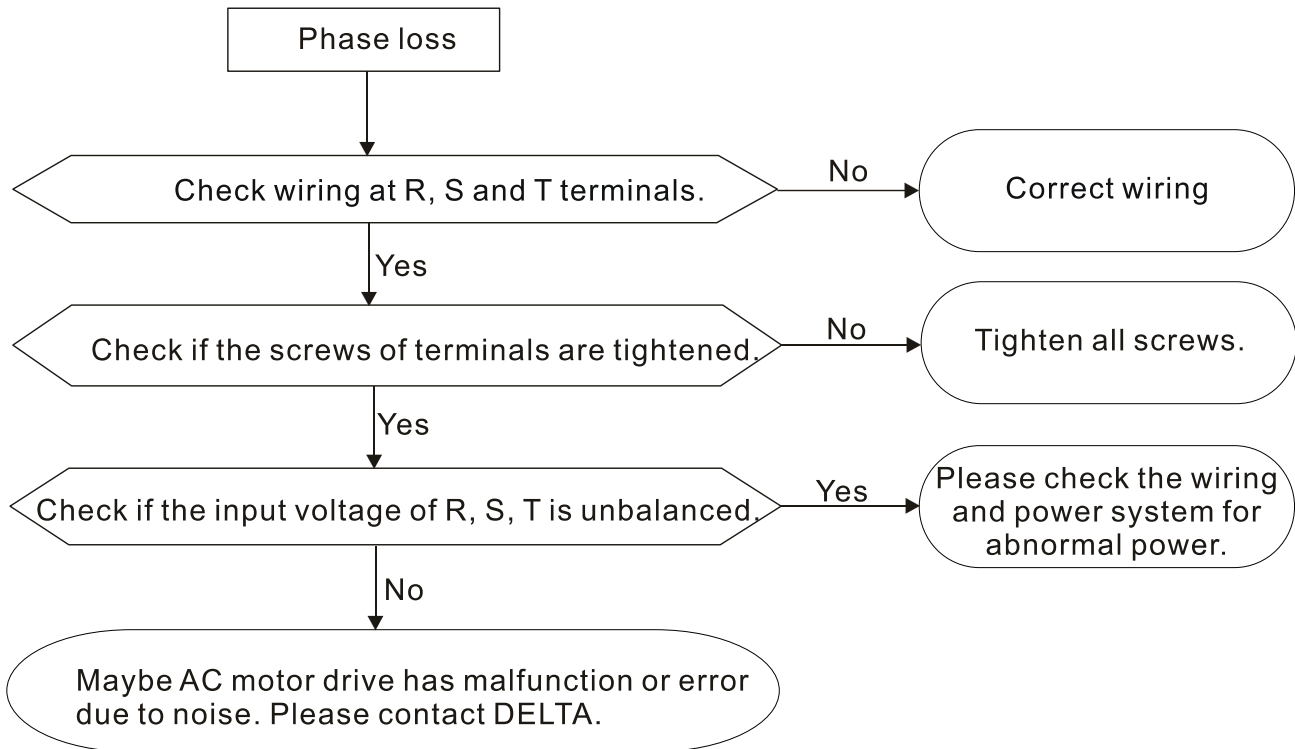 Phase loss
Check wiring at R, S and T terminals.
No
Correct wiring
Yes
Check if the screws of terminals are tightened.
No
Tighten all screws.
Yes
Check if the input voltage of R, S, T is unbalanced.
Yes
Please check the wiring
and power system for
abnormal power.
No
Maybe AC motor drive has malfunction or error
due to noise. Please contact DELTA.